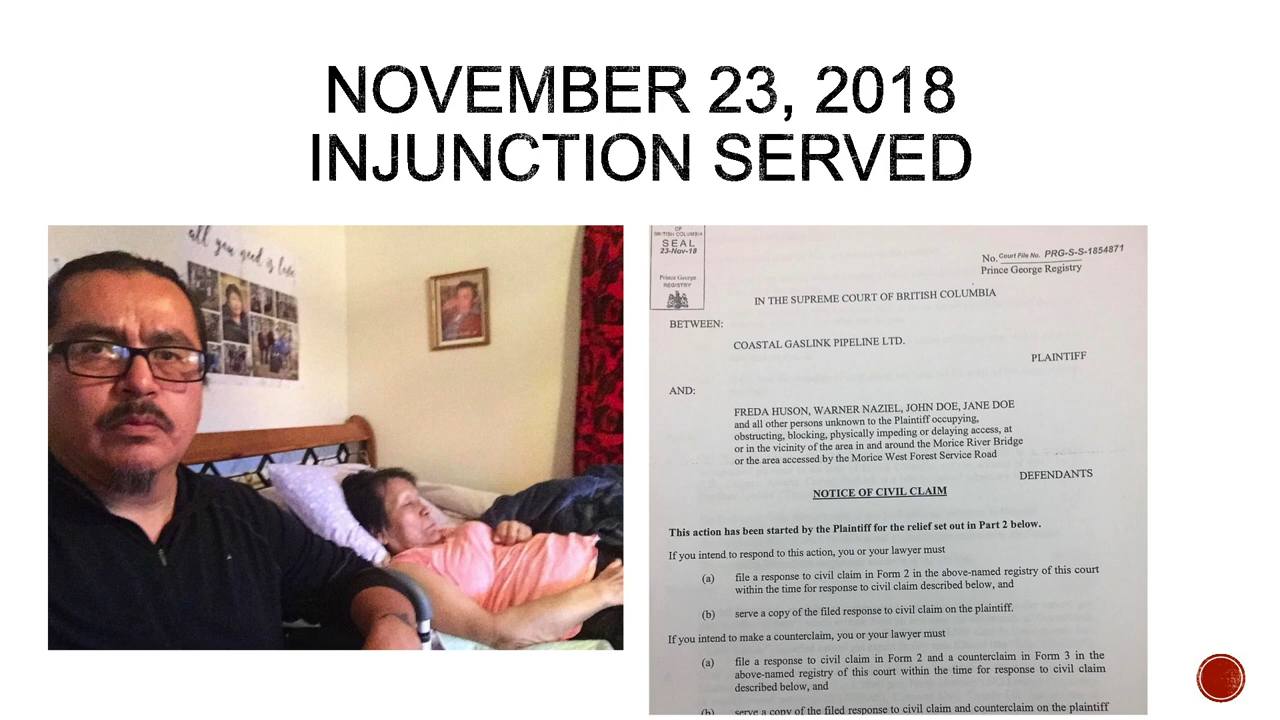 NOVEMBER 23, 2018
INJUNCTION SERVED
all you need is love
OF
BRITISH COLUMBIA
SEAL
23-Nov-18
Prince George
REGISTRY
No. Court File No. PRG-S-S-1854871
Prince George Registry
IN THE SUPREME COURT OF BRITISH COLUMBIA
BETWEEN:
COASTAL GASLINK PIPELINE LTD.
PLAINTIFF
AND:
FREDA HUSON, WARNER NAZIEL, JOHN DOE, JANE DOE
and all other persons unknown to the Plaintiff occupying,
obstructing, blocking, physically impeding or delaying access, at
or in the vicinity of the area in and around the Morice River Bridge
or the area accessed by the Morice West Forest Service Road
DEFENDANTS
NOTICE OF CIVIL CLAIM
This action has been started by the Plaintiff for the relief set out in Part 2 below.
If you intend to respond to this action, you or your lawyer must
(a) file a response to civil claim in Form 2 in the above-named registry of this court
within the time for response to civil claim described below, and
(b) serve a copy of the filed response to civil claim on the plaintiff.
If you intend to make a counterclaim, you or your lawyer must
(a) file a response to civil claim in Form 2 and a counterclaim in Form 3 in the
above-named registry of this court within the time for response to civil claim
described below, and
(b) serve a copy of the filed response to civil claim and counterclaim on the plaintiff